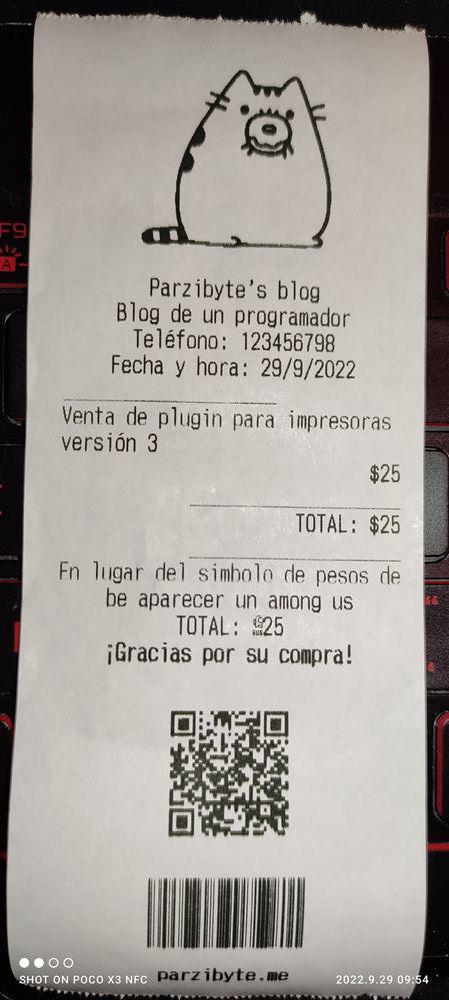 Parzibyte's blog
Blog de un programador
Teléfono: 123456798
Fecha y hora: 29/9/2022
Venta de plugin para impresoras
versión 3
$25
TOTAL: $25
En lugar del simbolo de pesos de
be aparecer un among us
TOTAL: 25
¡Gracias por su compra!
parzibyte.me
SHOT ON POCO X3 NFC
2022.9.29 09:54
F9
A